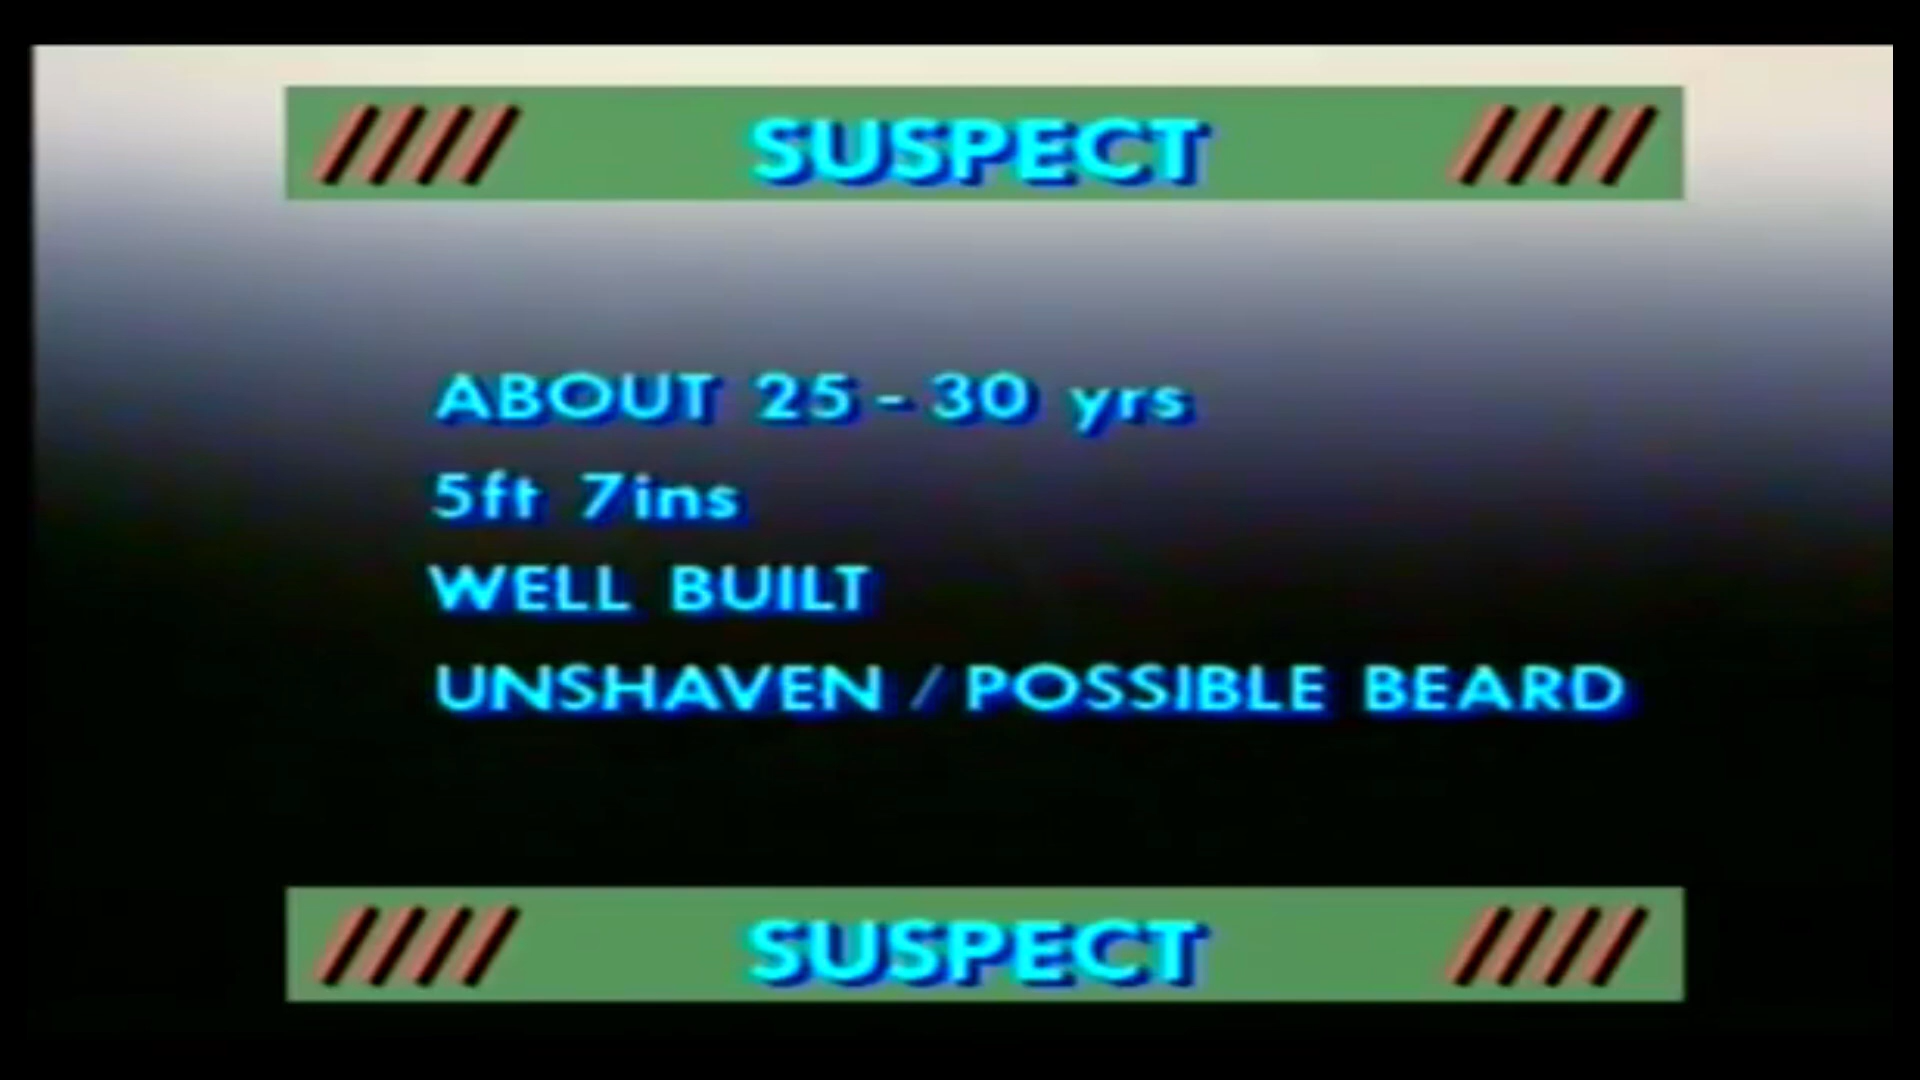 SUSPECT
ABOUT 25 - 30 yrs
5ft 7ins
WELL BUILT
UNSHAVEN / POSSIBLE BEARD
SUSPECT